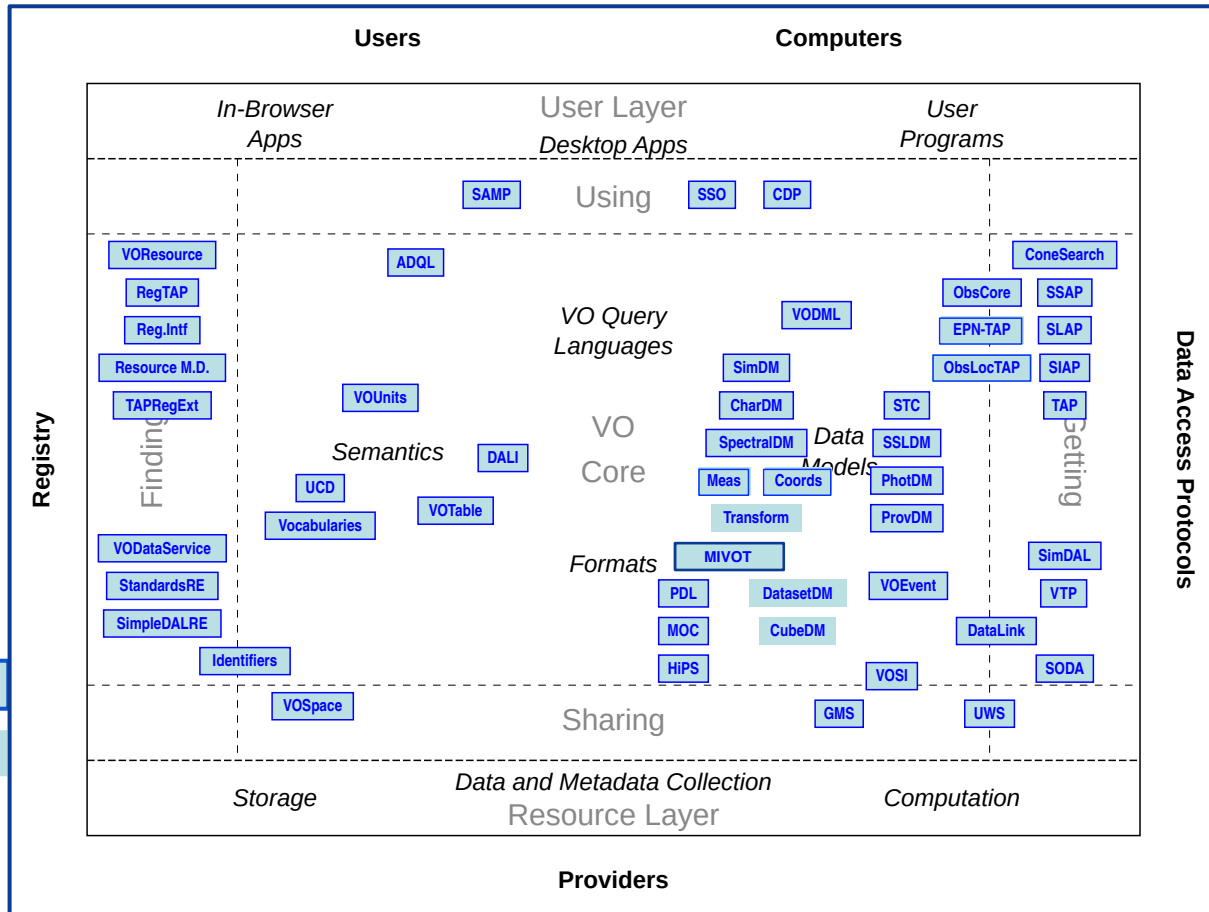 Users
Computers
In-Browser
Apps
User Layer
Desktop Apps
User
Programs
SAMP
Using
SSO
CDP
VOResource
RegTAP
Reg.Intf
Resource M.D.
TAPRegExt
ADQL
VO Query
Languages
VODML
ObsCore
EPN-TAP
ObsLocTAP
ConeSearch
SSAP
SLAP
SIAP
TAP
Registry
Finding
VOUnits
Semantics
DALI
UCD
VOTable
Vocabularies
VO
Core
SimDM
CharDM
SpectralDM
Meas
Coords
Transform
Data
Models
STC
SSLDM
PhotDM
ProvDM
Getting
Data Access Protocols
VODataService
StandardsRE
SimpleDALRE
Identifiers
Formats
MIVOT
PDL
MOC
HiPS
DatasetDM
CubeDM
VOEvent
DataLink
VOSI
SimDAL
VTP
SODA
VOSpace
Sharing
GMS
UWS
Storage
Data and Metadata Collection
Resource Layer
Computation
Providers